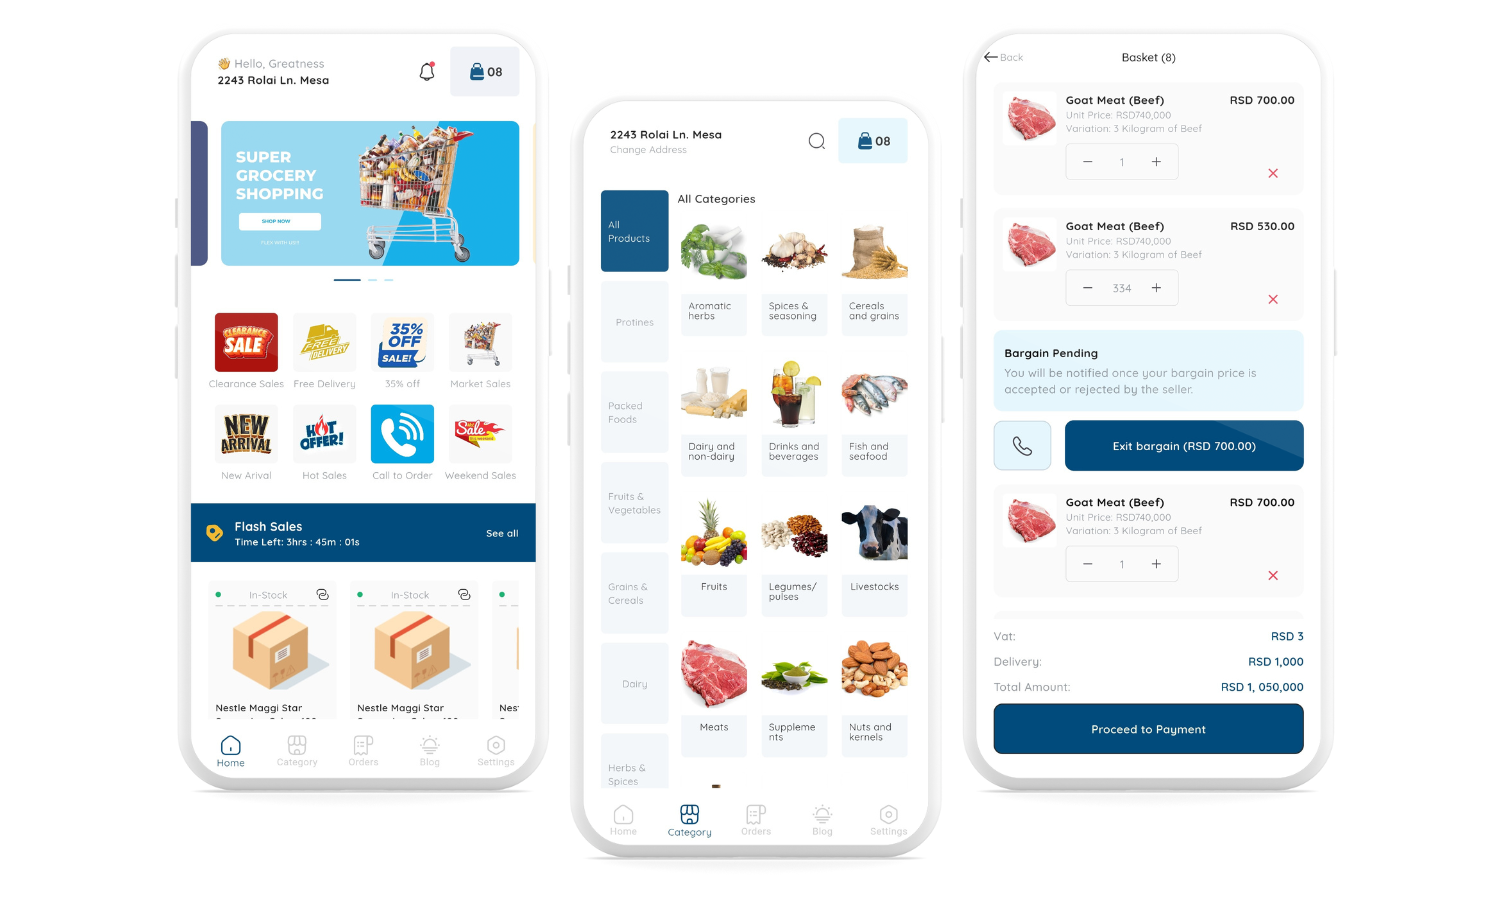 Hello, Greatness
2243 Rolai Ln. Mesa
08
SUPER
GROCERY
SHOPPING
SHOP NOW
CLEARANCE
SALE
FREE
DELIVERY
35%
OFF
SALE!
Clearance Sales
Free Delivery
35% off
Market Sales
NEW
ARRIVAL
HOT
OFFER!
Sale
New Arival
Hot Sales
Call to Order
Weekend Sales
Flash Sales
Time Left: 3hrs : 45m : 01s
See all
In-Stock
In-Stock
Nestle Maggi Star
Nestle Maggi Star
Nes
Home
Category
Orders
Blog
Settings
2243 Rolai Ln. Mesa
Change Address
08
All
Products
Protines
Packed
Foods
Fruits &
Vegetables
Grains &
Cereals
Dairy
Herbs &
Spices
All Categories
Aromatic
herbs
Spices &
seasoning
Cereals
and grains
Dairy and
non-dairy
Drinks and
beverages
Fish and
seafood
Fruits
Legumes/
pulses
Livestocks
Meats
Suppleme
nts
Nuts and
kernels
Home
Category
Orders
Blog
Settings
Back
Basket (8)
Goat Meat (Beef)
RSD 700.00
Unit Price: RSD740,000
Variation: 3 Kilogram of Beef
1
Goat Meat (Beef)
RSD 530.00
Unit Price: RSD740,000
Variation: 3 Kilogram of Beef
334
Bargain Pending
You will be notified once your bargain price is
accepted or rejected by the seller.
Exit bargain (RSD 700.00)
Goat Meat (Beef)
RSD 700.00
Unit Price: RSD740,000
Variation: 3 Kilogram of Beef
1
Vat:
RSD 3
Delivery:
RSD 1,000
Total Amount:
RSD 1, 050,000
Proceed to Payment